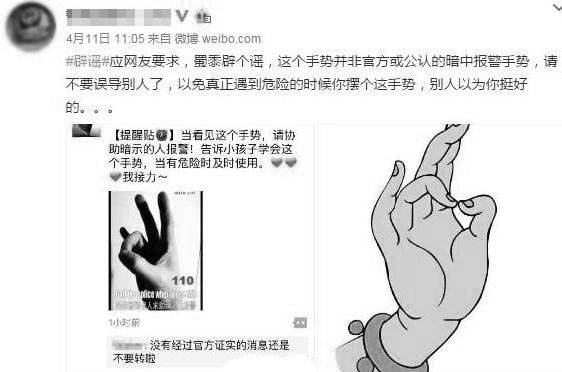 4月11日 11:05 来自 微博 weibo.com
#辟谣#应网友要求，蜀黍辟个谣，这个手势并非官方或公认的暗中报警手势，请
不要误导别人了，以免真正遇到危险的时候你摆个这手势，别人以为你挺好
的。。。
【提醒贴】当看见这个手势，请协
助暗示的人报警！告诉小孩子学会这
个手势，当有危险时及时使用。
我接力～
110
1小时前
没有经过官方证实的消息还是
不要转啦